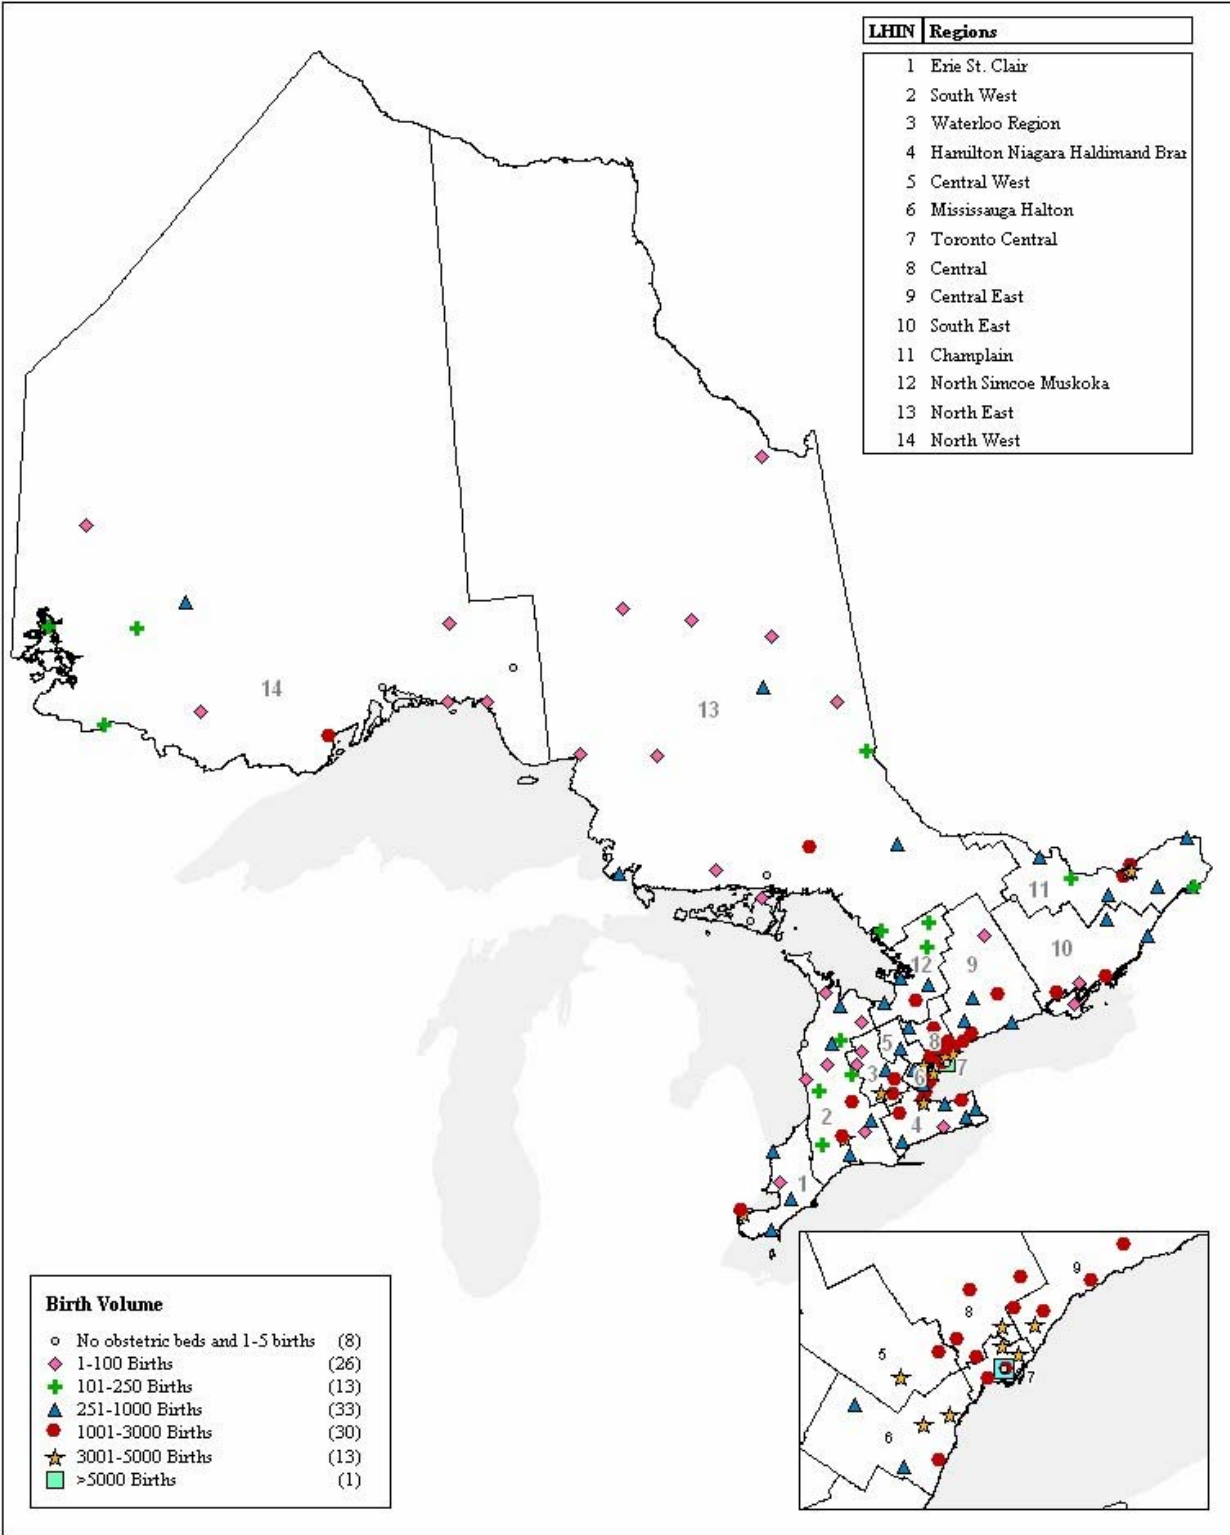 LHIN Regions
1 Erie St. Clair
2 South West
3 Waterloo Region
4 Hamilton Niagara Haldimand Brar
5 Central West
6 Mississauga Halton
7 Toronto Central
8 Central
9 Central East
10 South East
11 Champlain
12 North Simcoe Muskoka
13 North East
14 North West
14
13
11
10
12
9
5
8
7
3
6
2
4
1
Birth Volume
No obstetric beds and 1-5 births (8)
1-100 Births (26)
101-250 Births (13)
251-1000 Births (33)
1001-3000 Births (30)
3001-5000 Births (13)
>5000 Births (1)
9
8
5
7
6